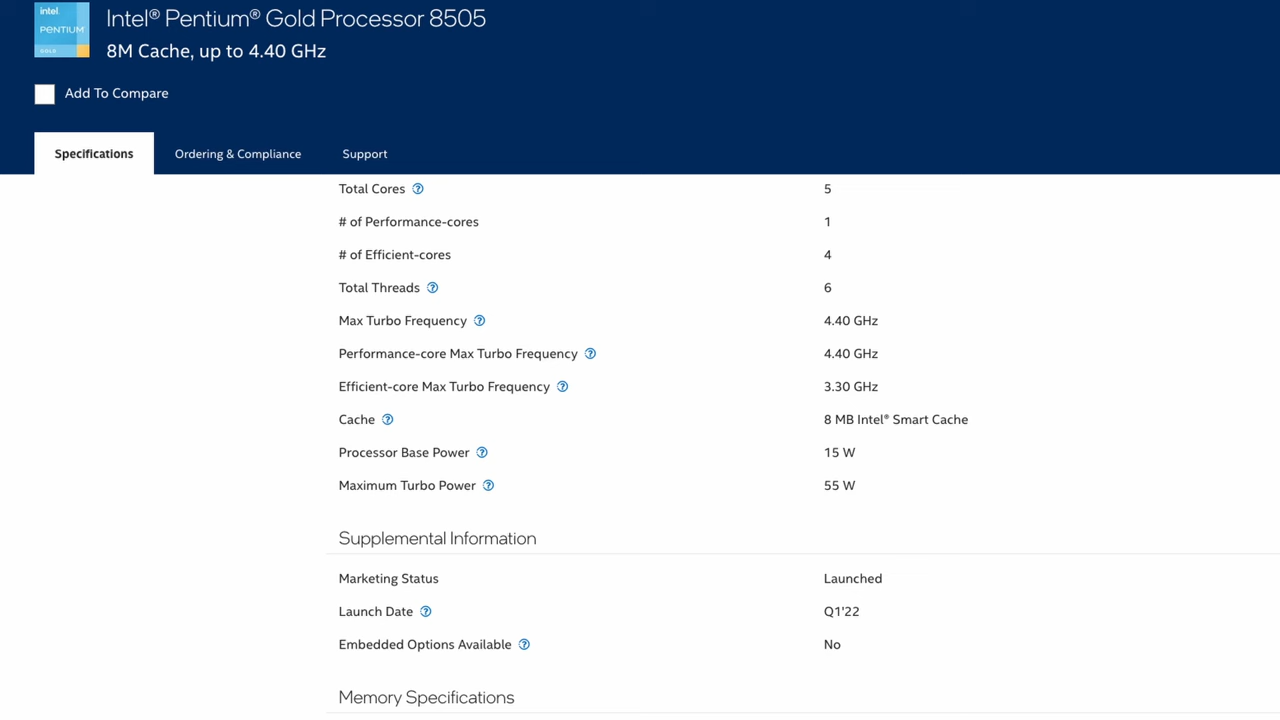 intel.
PENTIUM
GOLD
Intel® Pentium® Gold Processor 8505
8M Cache, up to 4.40 GHz
Add To Compare
Specifications Ordering & Compliance Support
Total Cores ? 5
# of Performance-cores 1
# of Efficient-cores 4
Total Threads ? 6
Max Turbo Frequency ? 4.40 GHz
Performance-core Max Turbo Frequency ? 4.40 GHz
Efficient-core Max Turbo Frequency ? 3.30 GHz
Cache ? 8 MB Intel® Smart Cache
Processor Base Power ? 15 W
Maximum Turbo Power ? 55 W
Supplemental Information
Marketing Status Launched
Launch Date ? Q1'22
Embedded Options Available ? No
Memory Specifications